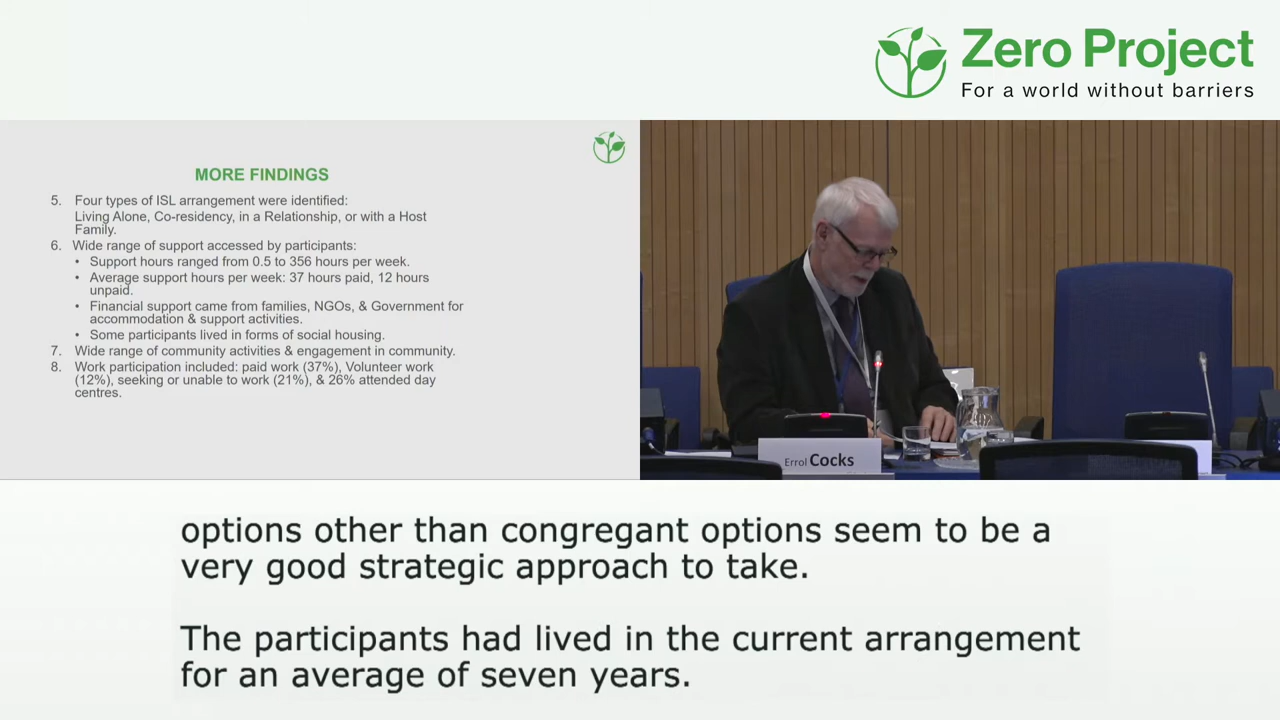 Zero Project
For a world without barriers
MORE FINDINGS
5. Four types of ISL arrangement were identified:
Living Alone, Co-residency, in a Relationship, or with a Host
Family.
6. Wide range of support accessed by participants:
• Support hours ranged from 0.5 to 356 hours per week.
• Average support hours per week: 37 hours paid, 12 hours
unpaid.
• Financial support came from families, NGOs, & Government for
accommodation & support activities.
• Some participants lived in forms of social housing.
7. Wide range of community activities & engagement in community.
8. Work participation included: paid work (37%), Volunteer work
(12%), seeking or unable to work (21%), & 26% attended day
centres.
Errol Cocks
options other than congregant options seem to be a
very good strategic approach to take.
The participants had lived in the current arrangement
for an average of seven years.